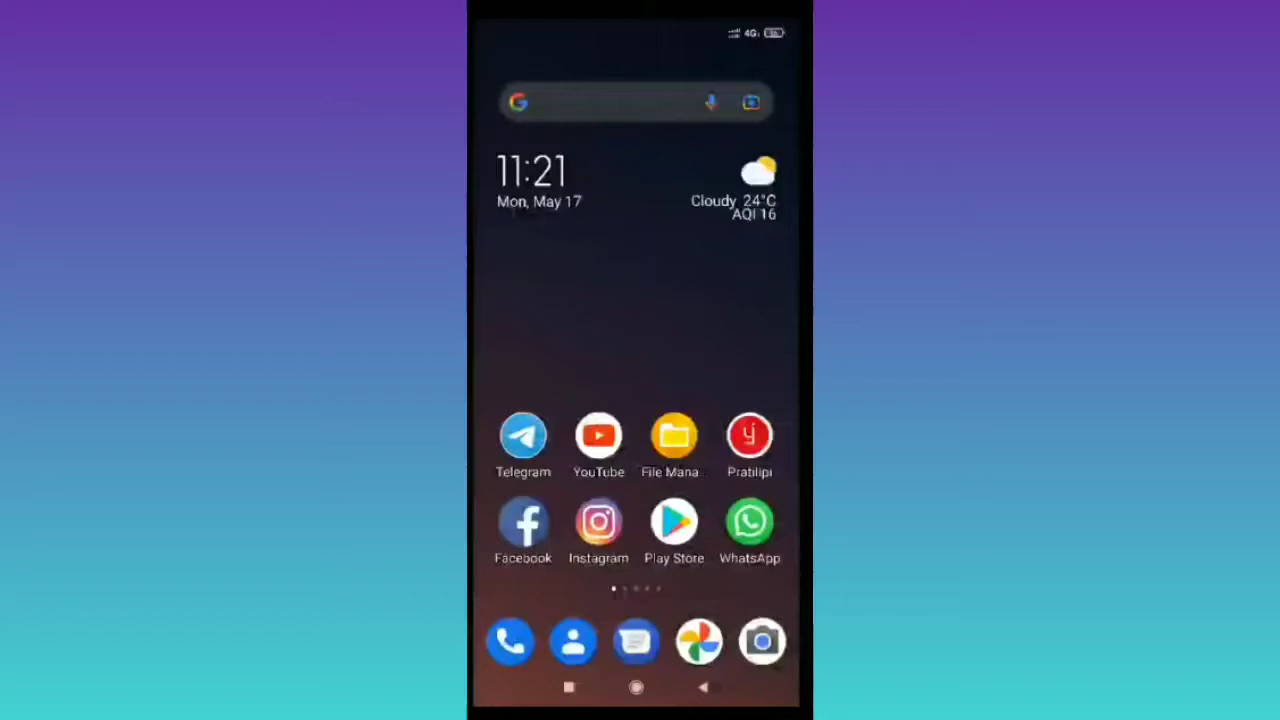 4G
11:21
Mon, May 17
Cloudy 24°C
AQI 16
Telegram YouTube File Mana Pratilipi
Facebook Instagram Play Store WhatsApp